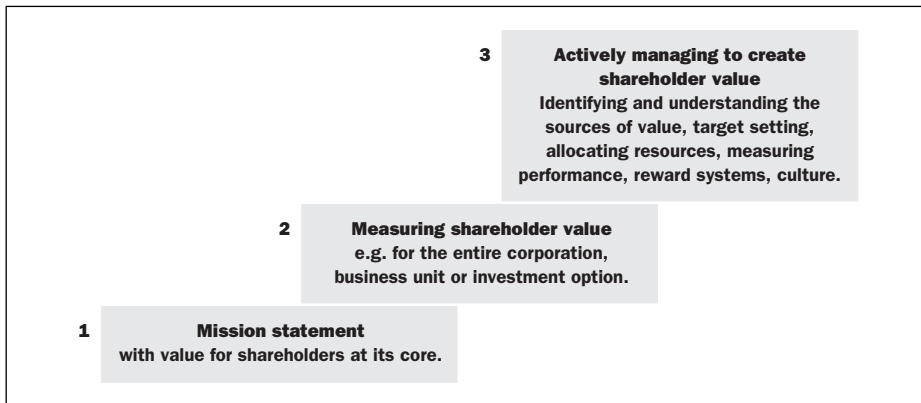 3
Actively managing to create
shareholder value
Identifying and understanding the
sources of value, target setting,
allocating resources, measuring
performance, reward systems, culture.
2
Measuring shareholder value
e.g. for the entire corporation,
business unit or investment option.
1
Mission statement
with value for shareholders at its core.